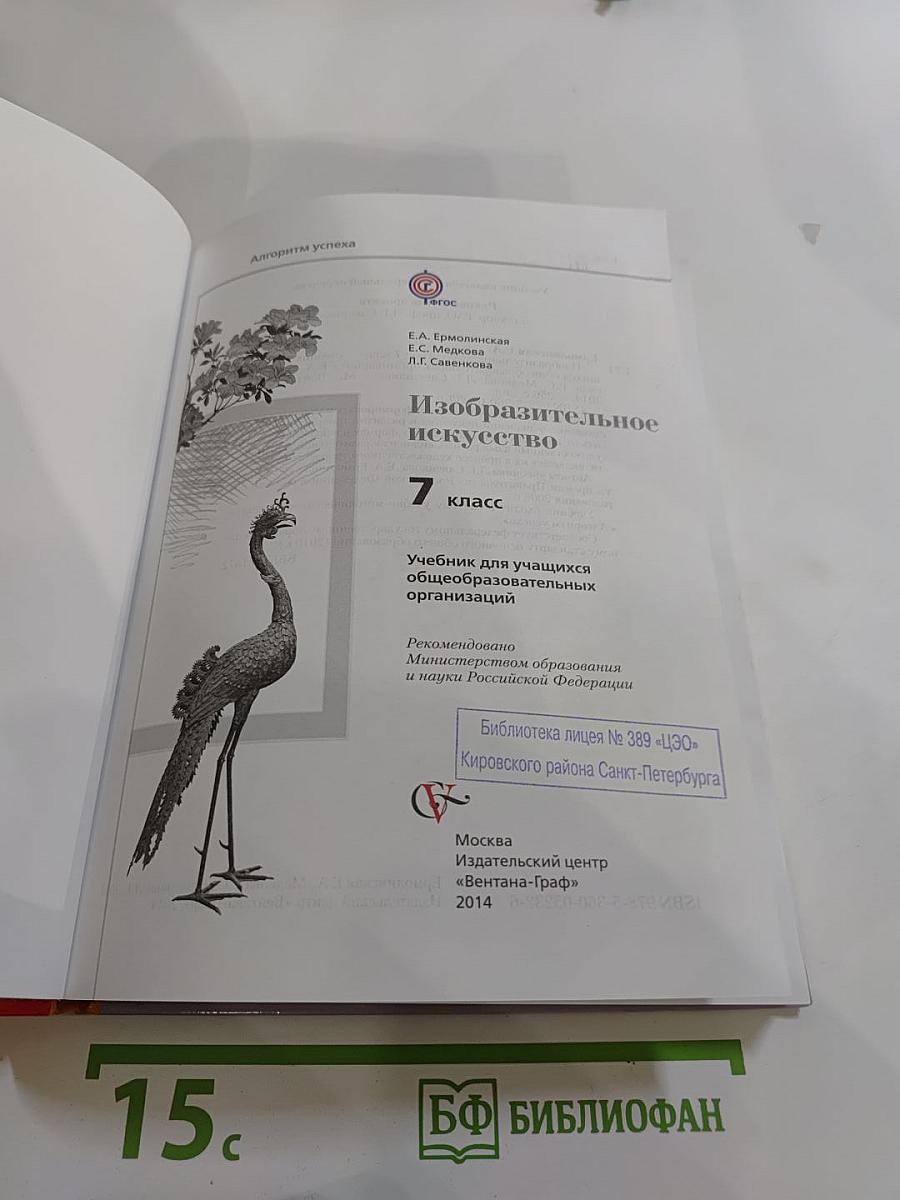 Алгоритм успеха
ФГОС
Е.А. Ермолинская
Е.С. Медкова
Л.Г. Савенкова
Изобразительное
искусство
7 класс
Учебник для учащихся
общеобразовательных
организаций
Рекомендовано
Министерством образования
и науки Российской Федерации
Библиотека лицея № 389 «ЦЭО»
Кировского района Санкт-Петербурга
Москва
Издательский центр
«Вентана-Граф»
2014
15 с
БФ БИБЛИОФАН